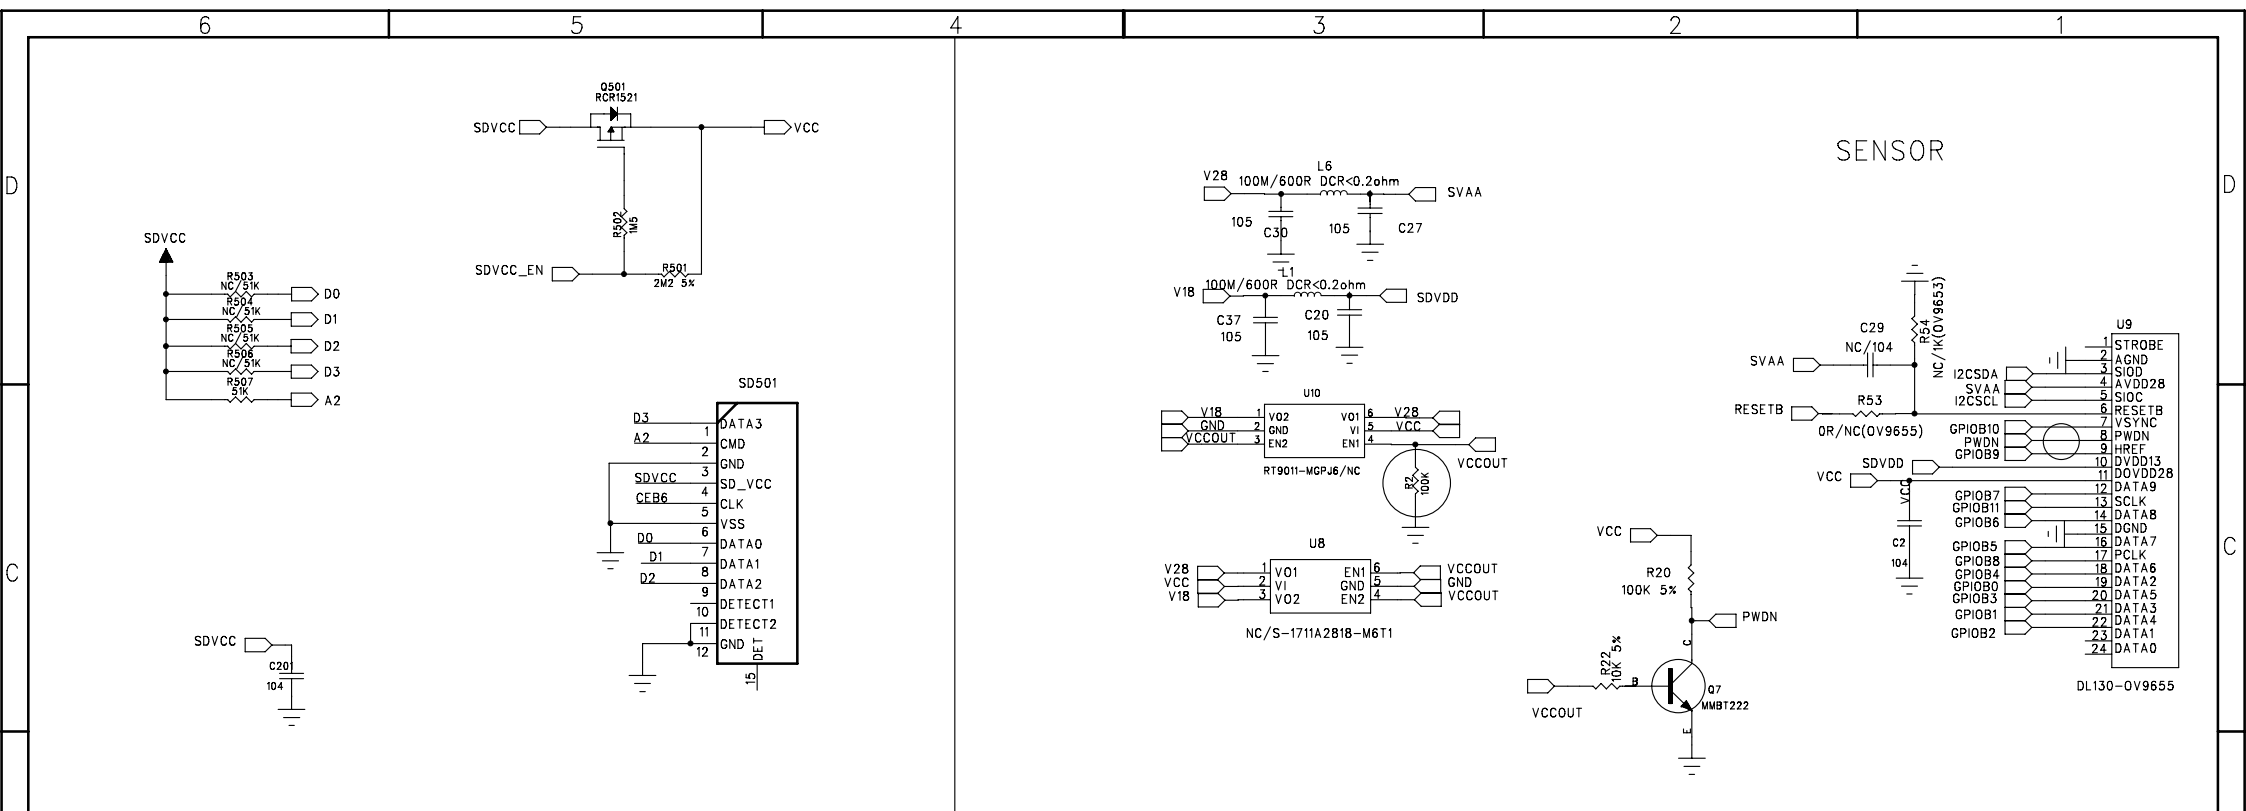 6 5 4 3 2 1
D
C
D
C
Q501
RCR1521
SDVCC
VCC
R502
1M5
SDVCC_EN
R501
2M2 5%
SDVCC
R503
NC/51K
D0
R504
NC/51K
D1
R505
NC/51K
D2
R506
NC/51K
D3
R507
51K
A2
SDVCC
C201
104
SD501
D3 1 DATA3
A2 2 CMD
3 GND
SDVCC 4 SD_VCC
CEB6 5 CLK
6 VSS
D0 7 DATA0
D1 8 DATA1
D2 9 DATA2
10 DETECT1
11 DETECT2
12 GND
DET
15
L6
V28 100M/600R DCR<0.2ohm SVAA
105
C30
105
C27
L1
V18 100M/600R DCR<0.2ohm SDVDD
C37
105
C20
105
U10
V18 1 VO2 VO1 6 V28
GND 2 GND VI 5 VCC
VCCOUT 3 EN2 EN1 4
VCCOUT
RT9011-MGPJ6/NC
R2
100K
U8
V28 1 VO1 EN1 6 VCCOUT
VCC 2 VI GND 5 GND
V18 3 VO2 EN2 4 VCCOUT
NC/S-1711A2818-M6T1
VCC
R20
100K 5%
PWDN
R22
10K 5%
VCCOUT
B
C
E
Q7
MMBT222
SENSOR
R54
NC/1K(OV9653)
C29
NC/104
SVAA
RESETB
R53
0R/NC(OV9655)
SDVDD
VCC
VCC
C2
104
U9
1 STROBE
2 AGND
I2CSDA 3 SIOD
SVAA 4 AVDD28
I2CSCL 5 SIOC
6 RESETB
GPIOB10 7 VSYNC
PWDN 8 PWDN
GPIOB9 9 HREF
10 DVDD13
11 DOVDD28
GPIOB7 12 DATA9
GPIOB11 13 SCLK
GPIOB6 14 DATA8
15 DGND
GPIOB5 16 DATA7
GPIOB8 17 PCLK
GPIOB4 18 DATA6
GPIOB0 19 DATA2
GPIOB3 20 DATA5
GPIOB1 21 DATA3
GPIOB2 22 DATA4
23 DATA1
24 DATA0
DL130-OV9655